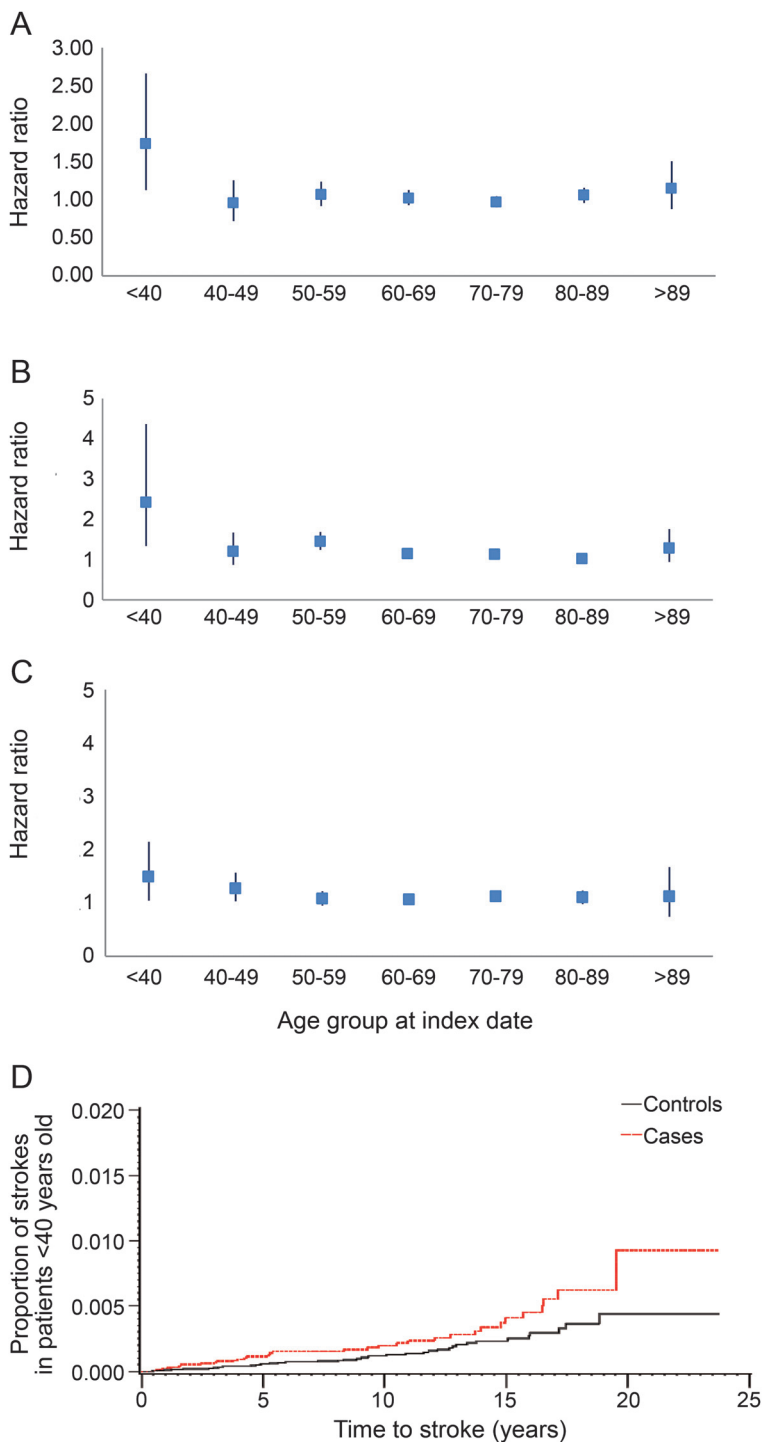 A
Hazard ratio
3.00
2.50
2.00
1.50
1.00
0.50
0.00
<40 40-49 50-59 60-69 70-79 80-89 >89
B
Hazard ratio
5
4
3
2
1
0
<40 40-49 50-59 60-69 70-79 80-89 >89
C
Hazard ratio
5
4
3
2
1
0
<40 40-49 50-59 60-69 70-79 80-89 >89
Age group at index date
D
Proportion of strokes
in patients <40 years old
0.020
0.015
0.010
0.005
0.000
Controls
Cases
0 5 10 15 20 25
Time to stroke (years)